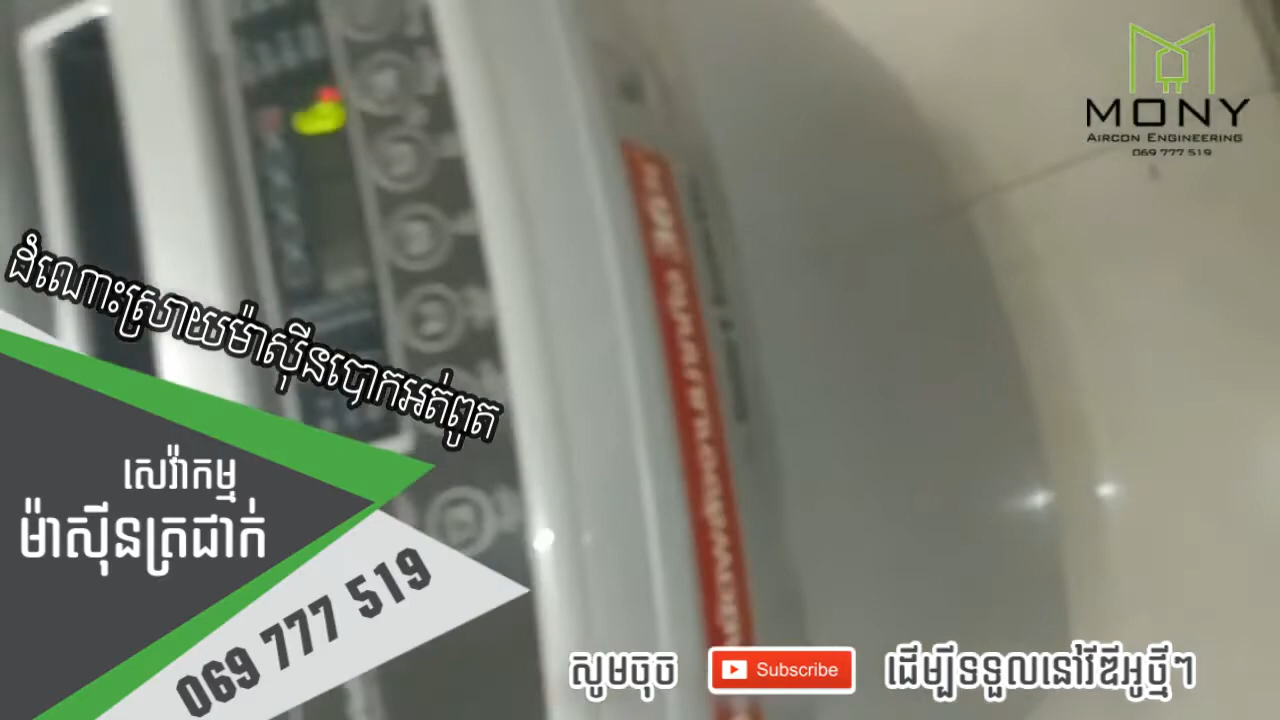 MONY
AIRCON ENGINEERING
069 777 519
ដំណោះស្រាយម៉ាស៊ីនបោកអត់ពូត
សេវ៉ាកម្ម
ម៉ាស៊ីនត្រជាក់
069 777 519
សូមចុច Subscribe ដើម្បីទទួលនៅវីឌីអូថ្មីៗ